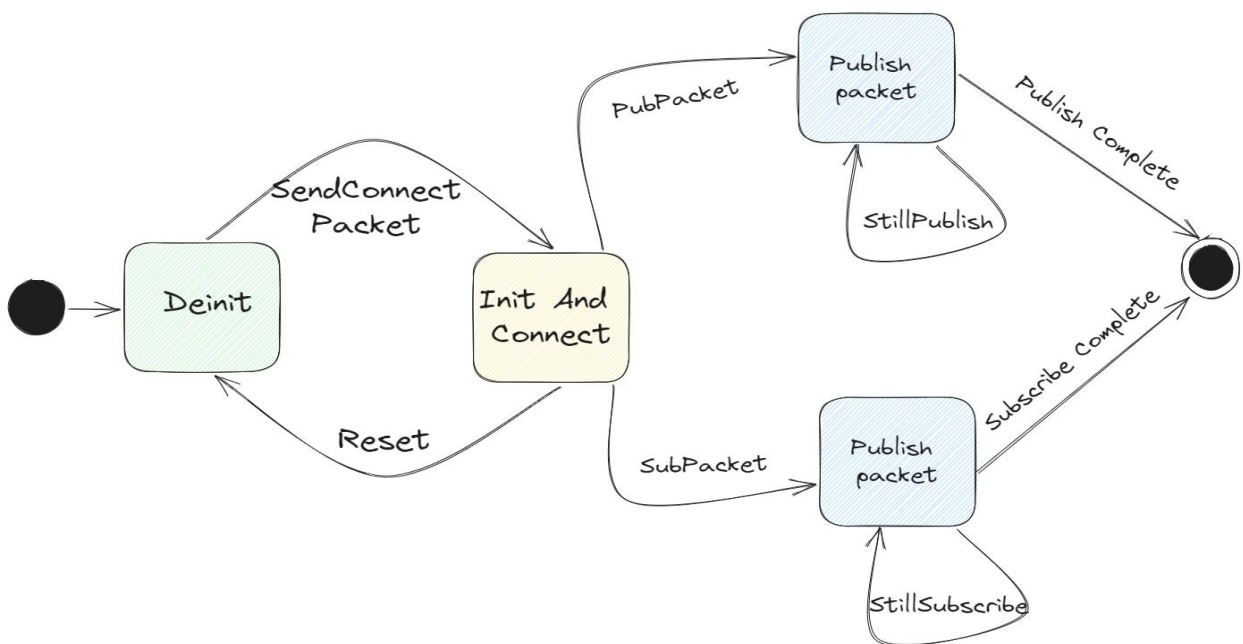 Publish
packet
PubPacket
Publish Complete
SendConnect
Packet
StillPublish
Deinit
Init And
Connect
Reset
SubPacket
Publish
packet
Subscribe Complete
StillSubscribe